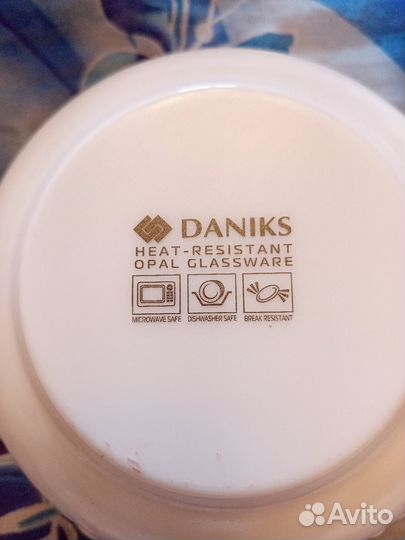 DANIKS
HEAT-RESISTANT
OPAL GLASSWARE
MICROWAVE SAFE DISHWASHER SAFE BREAK RESISTANT
Avito